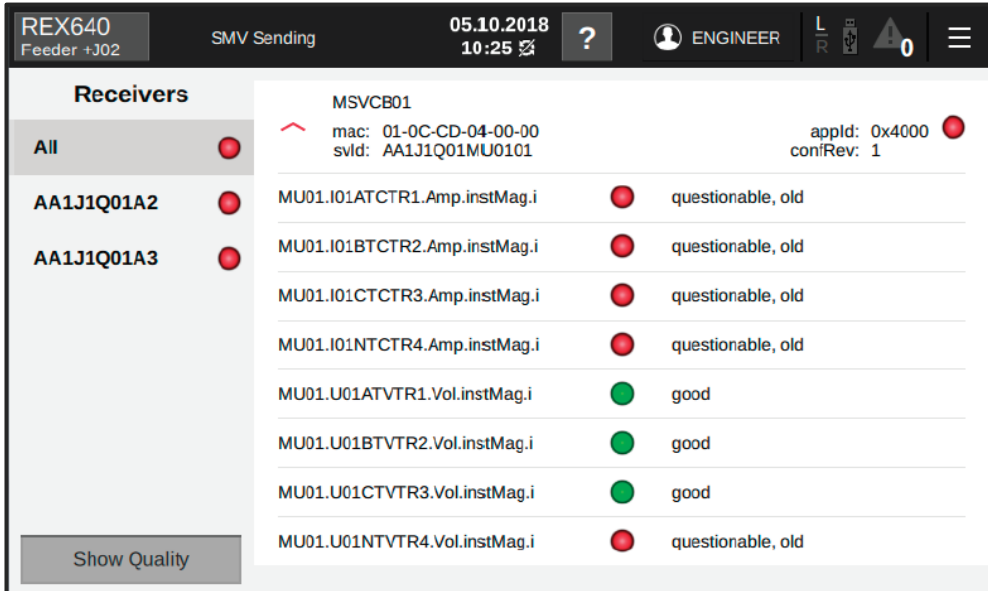 REX640
Feeder +J02
SMV Sending
05.10.2018
10:25
?
ENGINEER
L
R
0
Receivers
All
AA1J1Q01A2
AA1J1Q01A3
Show Quality
MSVCB01
mac: 01-0C-CD-04-00-00
svId: AA1J1Q01MU0101
appId: 0x4000
confRev: 1
MU01.I01ATCTR1.Amp.instMag.i questionable, old
MU01.I01BTCTR2.Amp.instMag.i questionable, old
MU01.I01CTCTR3.Amp.instMag.i questionable, old
MU01.I01NTCTR4.Amp.instMag.i questionable, old
MU01.U01ATVTR1.Vol.instMag.i good
MU01.U01BTVTR2.Vol.instMag.i good
MU01.U01CTVTR3.Vol.instMag.i good
MU01.U01NTVTR4.Vol.instMag.i questionable, old